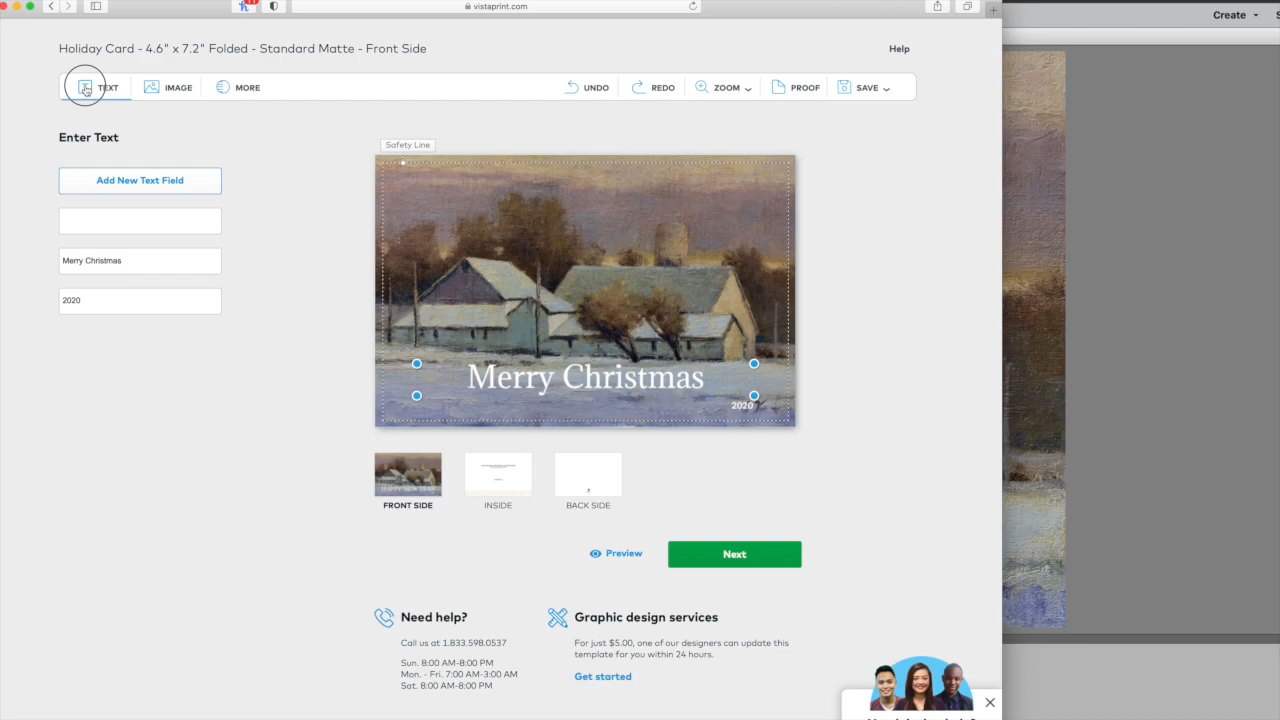 vistaprint.com
Create
Holiday Card - 4.6" x 7.2" Folded - Standard Matte - Front Side
Help
TEXT
IMAGE
MORE
UNDO
REDO
ZOOM
PROOF
SAVE
Enter Text
Safety Line
Add New Text Field
Merry Christmas
2020
Merry Christmas
2020
HAPPY NEW YEAR
FRONT SIDE
INSIDE
BACK SIDE
Preview
Next
Need help?
Call us at 1.833.598.0537
Sun. 8:00 AM-8:00 PM
Mon. - Fri. 7:00 AM-3:00 AM
Sat. 8:00 AM-8:00 PM
Graphic design services
For just $5.00, one of our designers can update this
template for you within 24 hours.
Get started